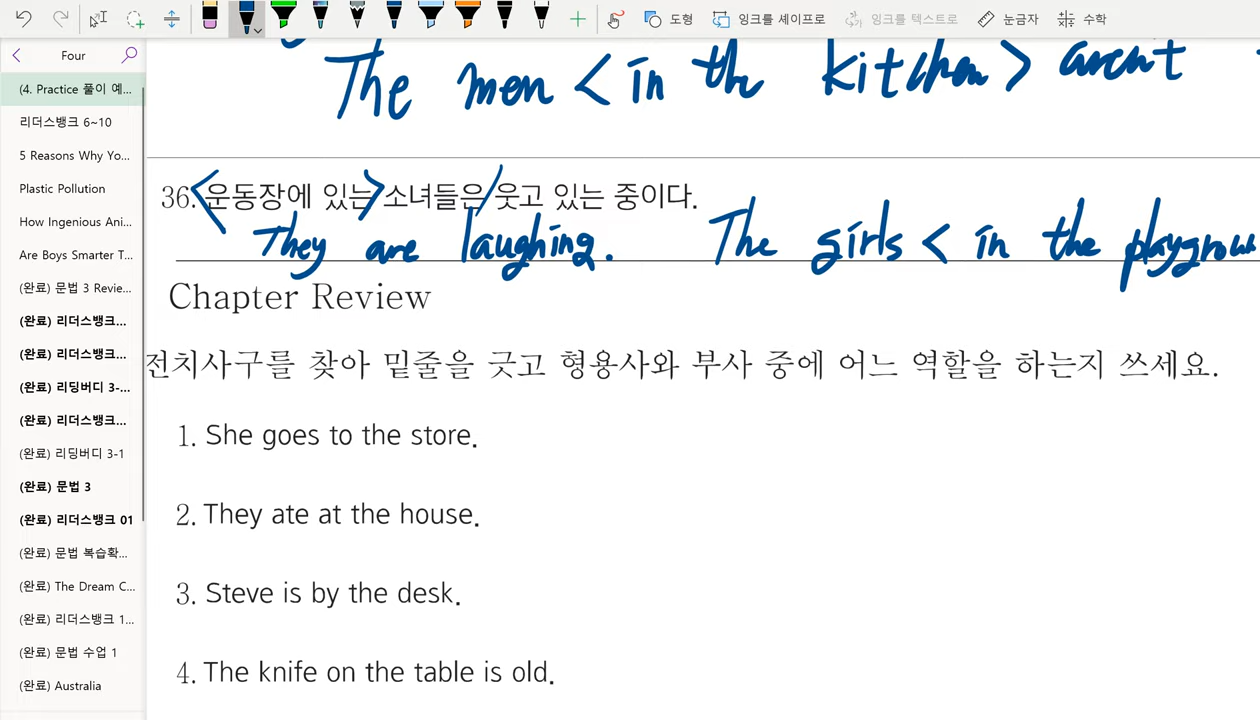 도형 잉크를 셰이프로 잉크를 텍스트로 눈금자 수학
Four
(4. Practice 풀이 예...
리더스뱅크 6~10
5 Reasons Why Yo...
Plastic Pollution
How Ingenious Ani...
Are Boys Smarter T...
(완료) 문법 3 Revie...
(완료) 리더스뱅크...
(완료) 리더스뱅크...
(완료) 리딩버디 3-...
(완료) 리더스뱅크...
(완료) 리딩버디 3-1
(완료) 문법 3
(완료) 리더스뱅크 01
(완료) 문법 복습확...
(완료) The Dream C...
(완료) 리더스뱅크 1...
(완료) 문법 수업 1
(완료) Australia
The men < in the kitchen > aren't
36. <운동장에 있는> 소녀들은/웃고 있는 중이다.
They are laughing. The girls < in the playgrou
Chapter Review
전치사구를 찾아 밑줄을 긋고 형용사와 부사 중에 어느 역할을 하는지 쓰세요.
1. She goes to the store.
2. They ate at the house.
3. Steve is by the desk.
4. The knife on the table is old.